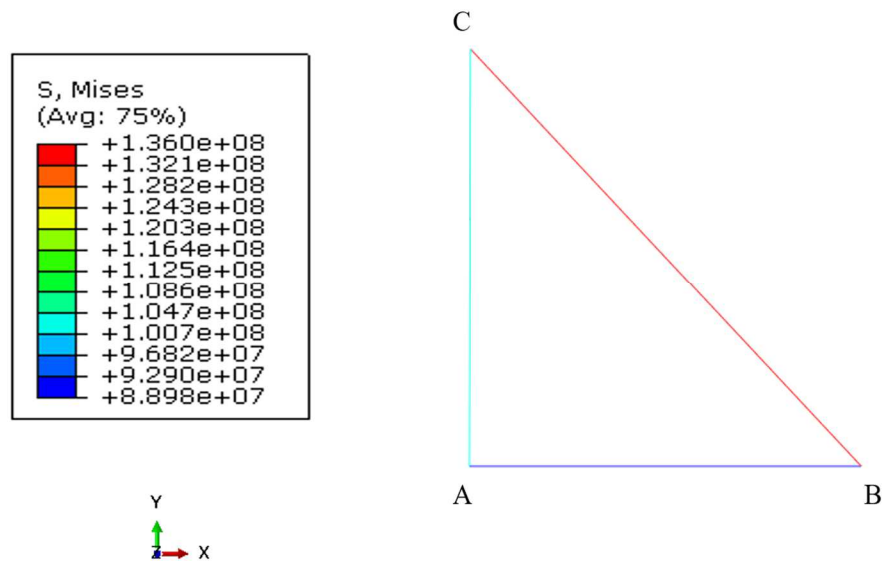 C
S, Mises
(Avg: 75%)
+1.360e+08
+1.321e+08
+1.282e+08
+1.243e+08
+1.203e+08
+1.164e+08
+1.125e+08
+1.086e+08
+1.047e+08
+1.007e+08
+9.682e+07
+9.290e+07
+8.898e+07
A
B
Y
Z
X